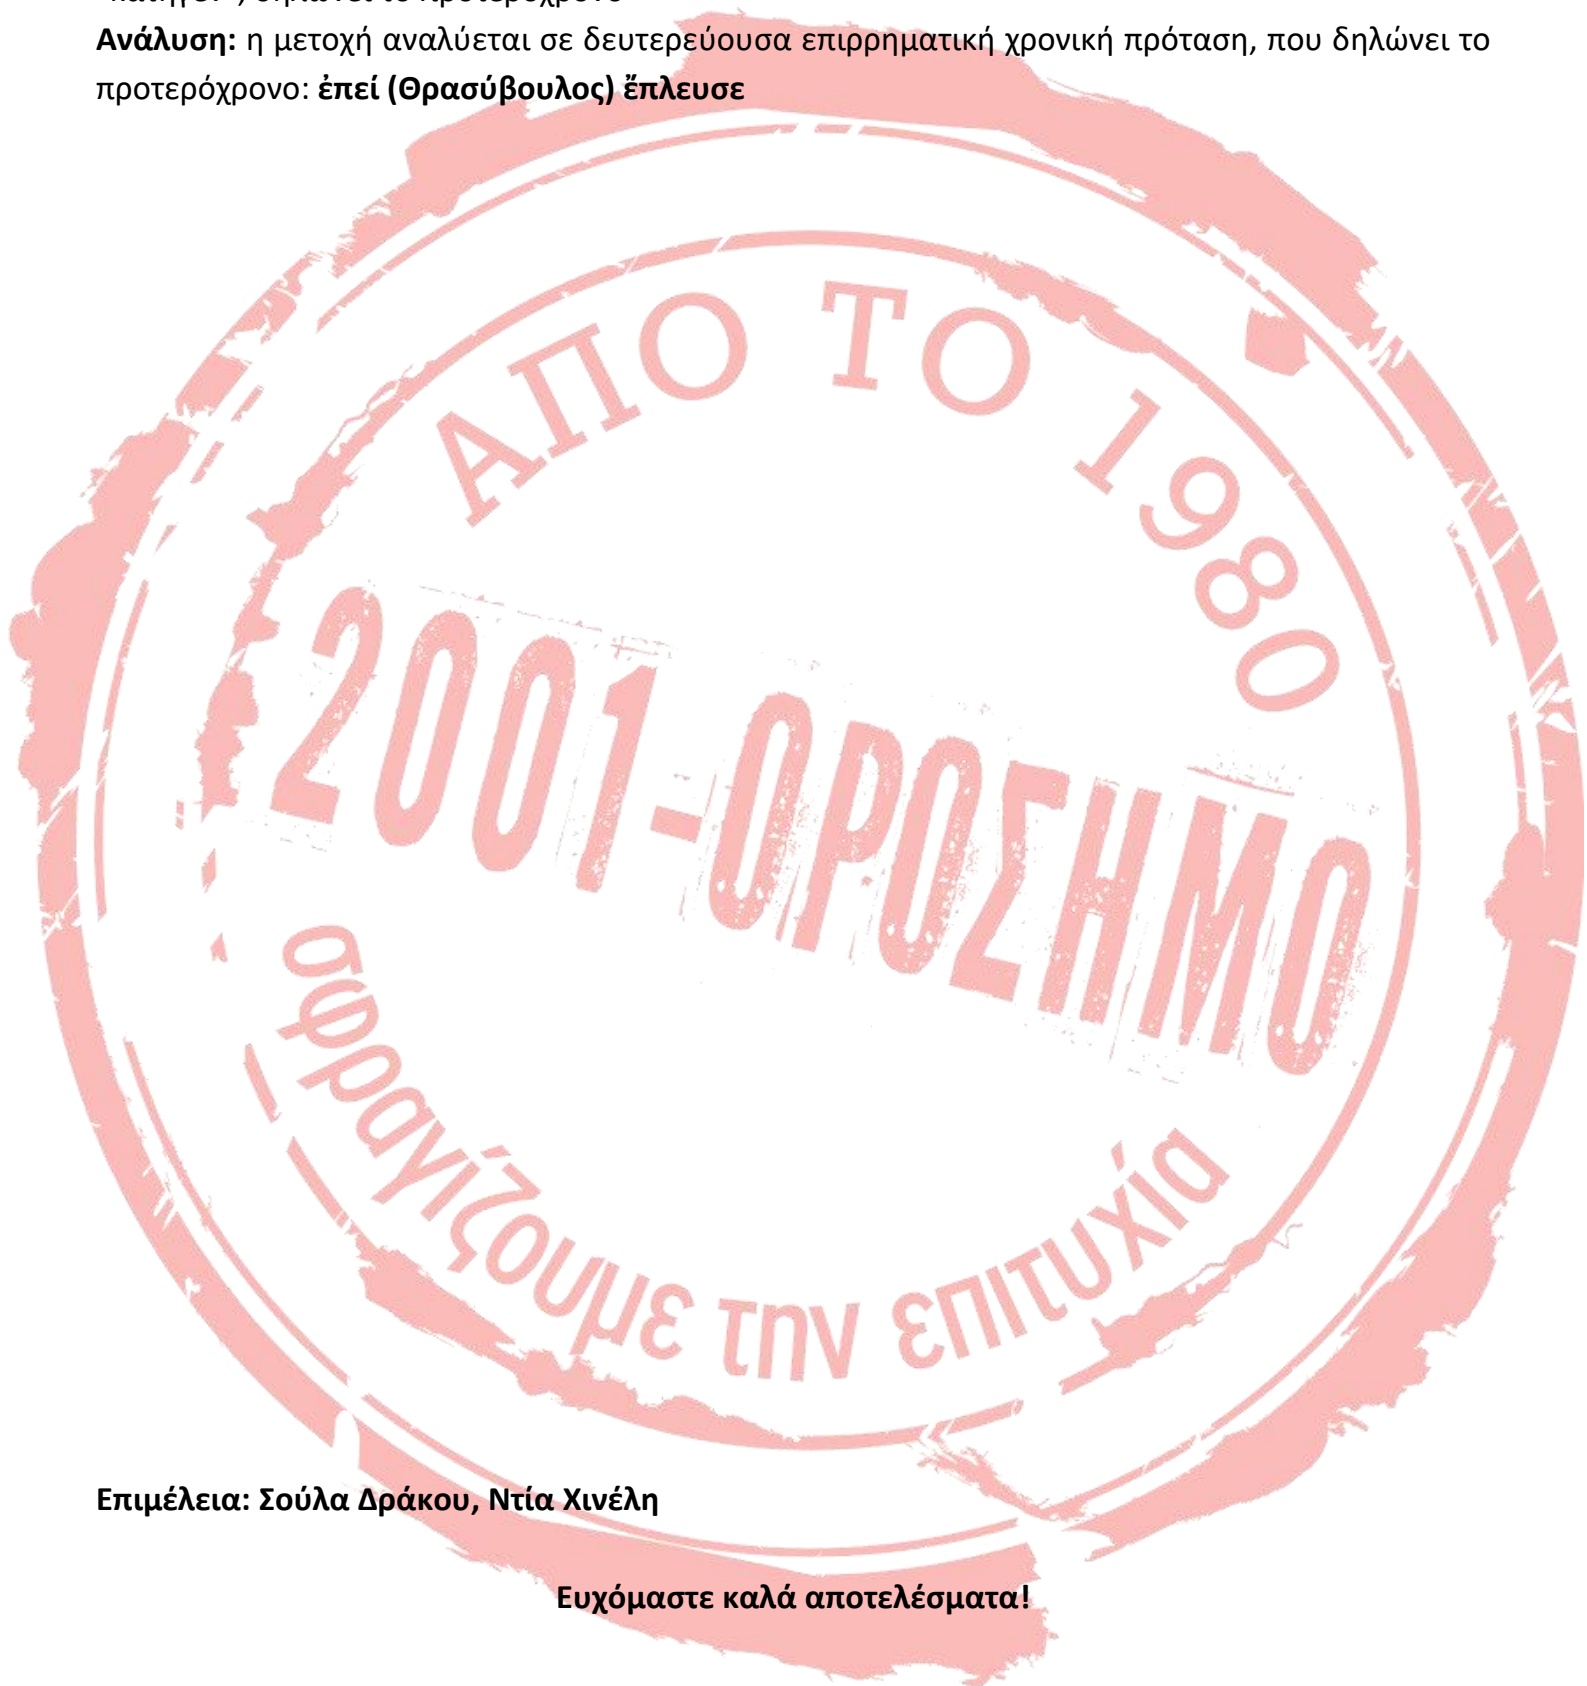 Ανάλυση: η μετοχή αναλύεται σε δευτερεύουσα επιρρηματική χρονική πρόταση, που δηλώνει το
προτερόχρονο: ἐπεί (Θρασύβουλος) ἔπλευσε
ΑΠΟ ΤΟ 1980
2001-ΟΡΟΣΗΜΟ
σφραγίζουμε την επιτυχία
Επιμέλεια: Σούλα Δράκου, Ντία Χινέλη
Ευχόμαστε καλά αποτελέσματα!